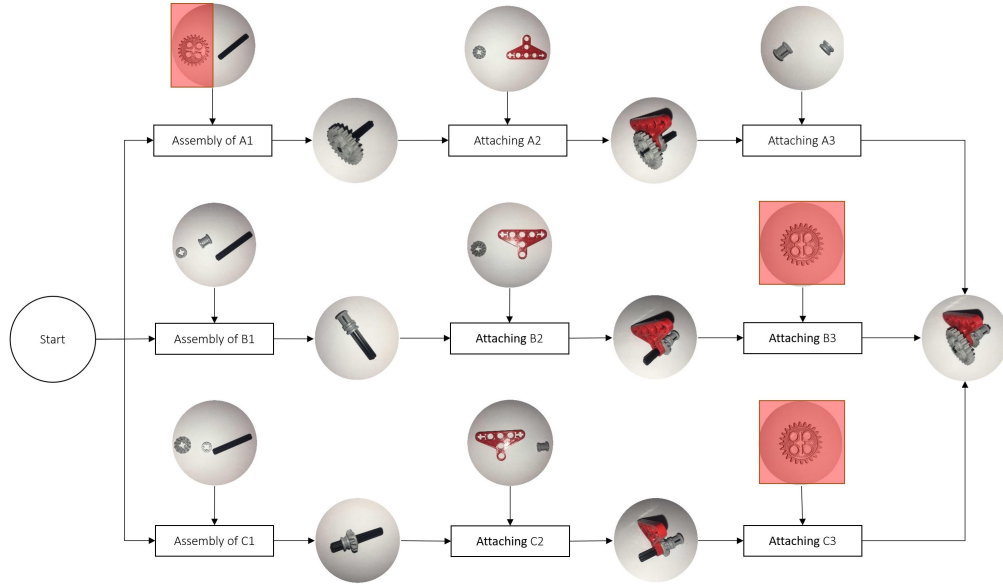 Assembly of A1
Attaching A2
Attaching A3
Start
Assembly of B1
Attaching B2
Attaching B3
Assembly of C1
Attaching C2
Attaching C3